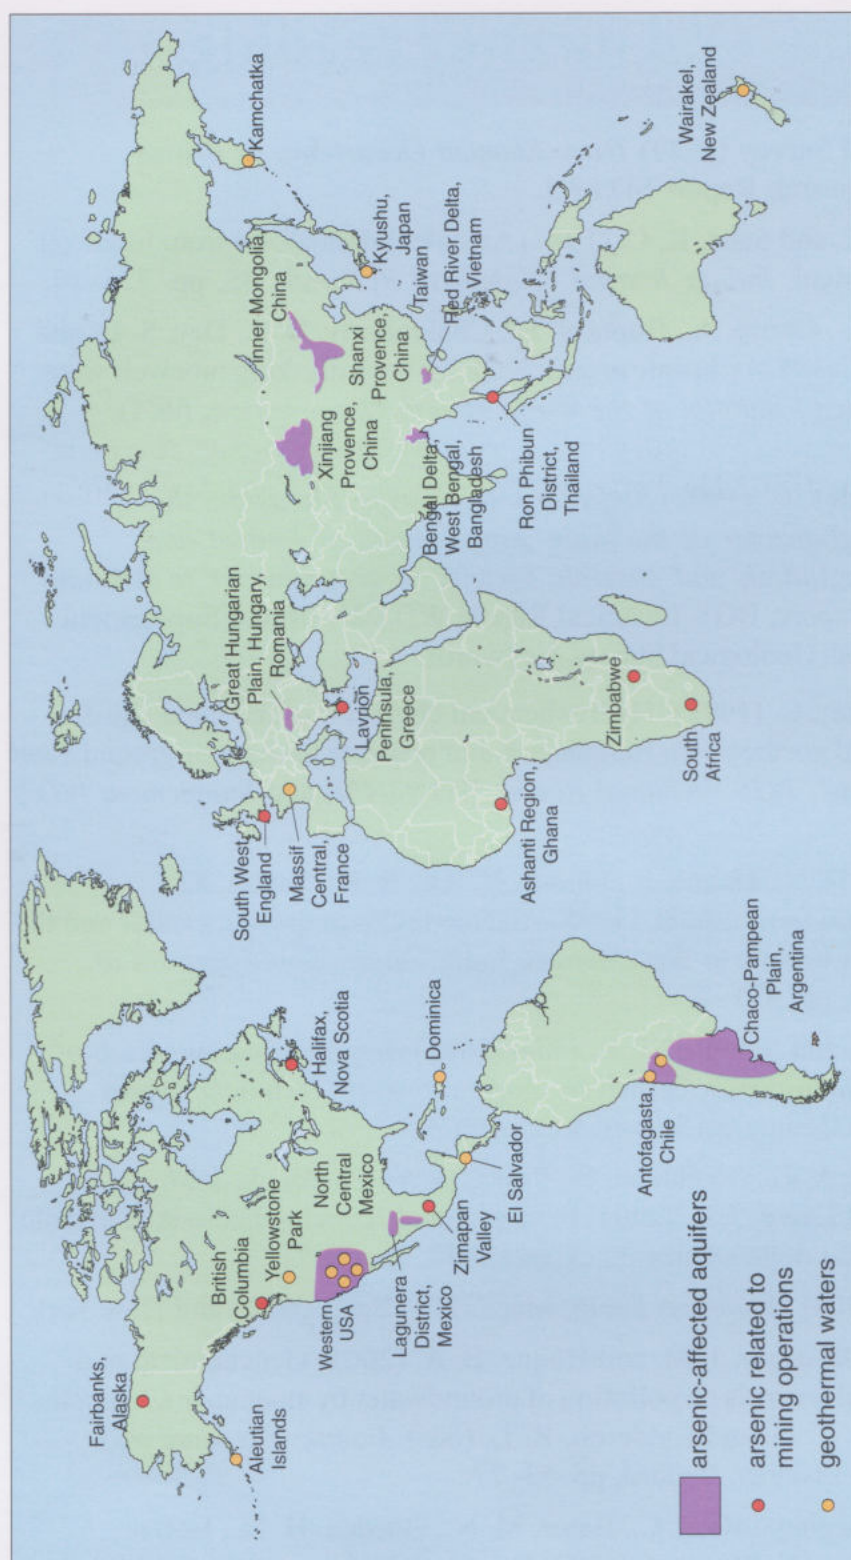 Fairbanks,
Alaska
Aleutian
Islands
British
Columbia
Yellowstone
Park
Western
USA
North
Central
Mexico
Lagunera
District,
Mexico
Zimapan
Valley
El Salvador
Dominica
Halifax,
Nova Scotia
Antofagasta,
Chile
Chaco-Pampean
Plain,
Argentina
South West
England
Massif
Central,
France
Great Hungarian
Plain, Hungary,
Romania
Lavrion
Peninsula,
Greece
Ashanti Region,
Ghana
Zimbabwe
South
Africa
Xinjiang
Provence,
China
Inner Mongolia,
China
Shanxi
Provence,
China
Bengal Delta,
West Bengal,
Bangladesh
Ron Phibun
District,
Thailand
Red River Delta,
Vietnam
Taiwan
Kyushu,
Japan
Kamchatka
Wairakel,
New Zealand
arsenic-affected aquifers
arsenic related to
mining operations
geothermal waters